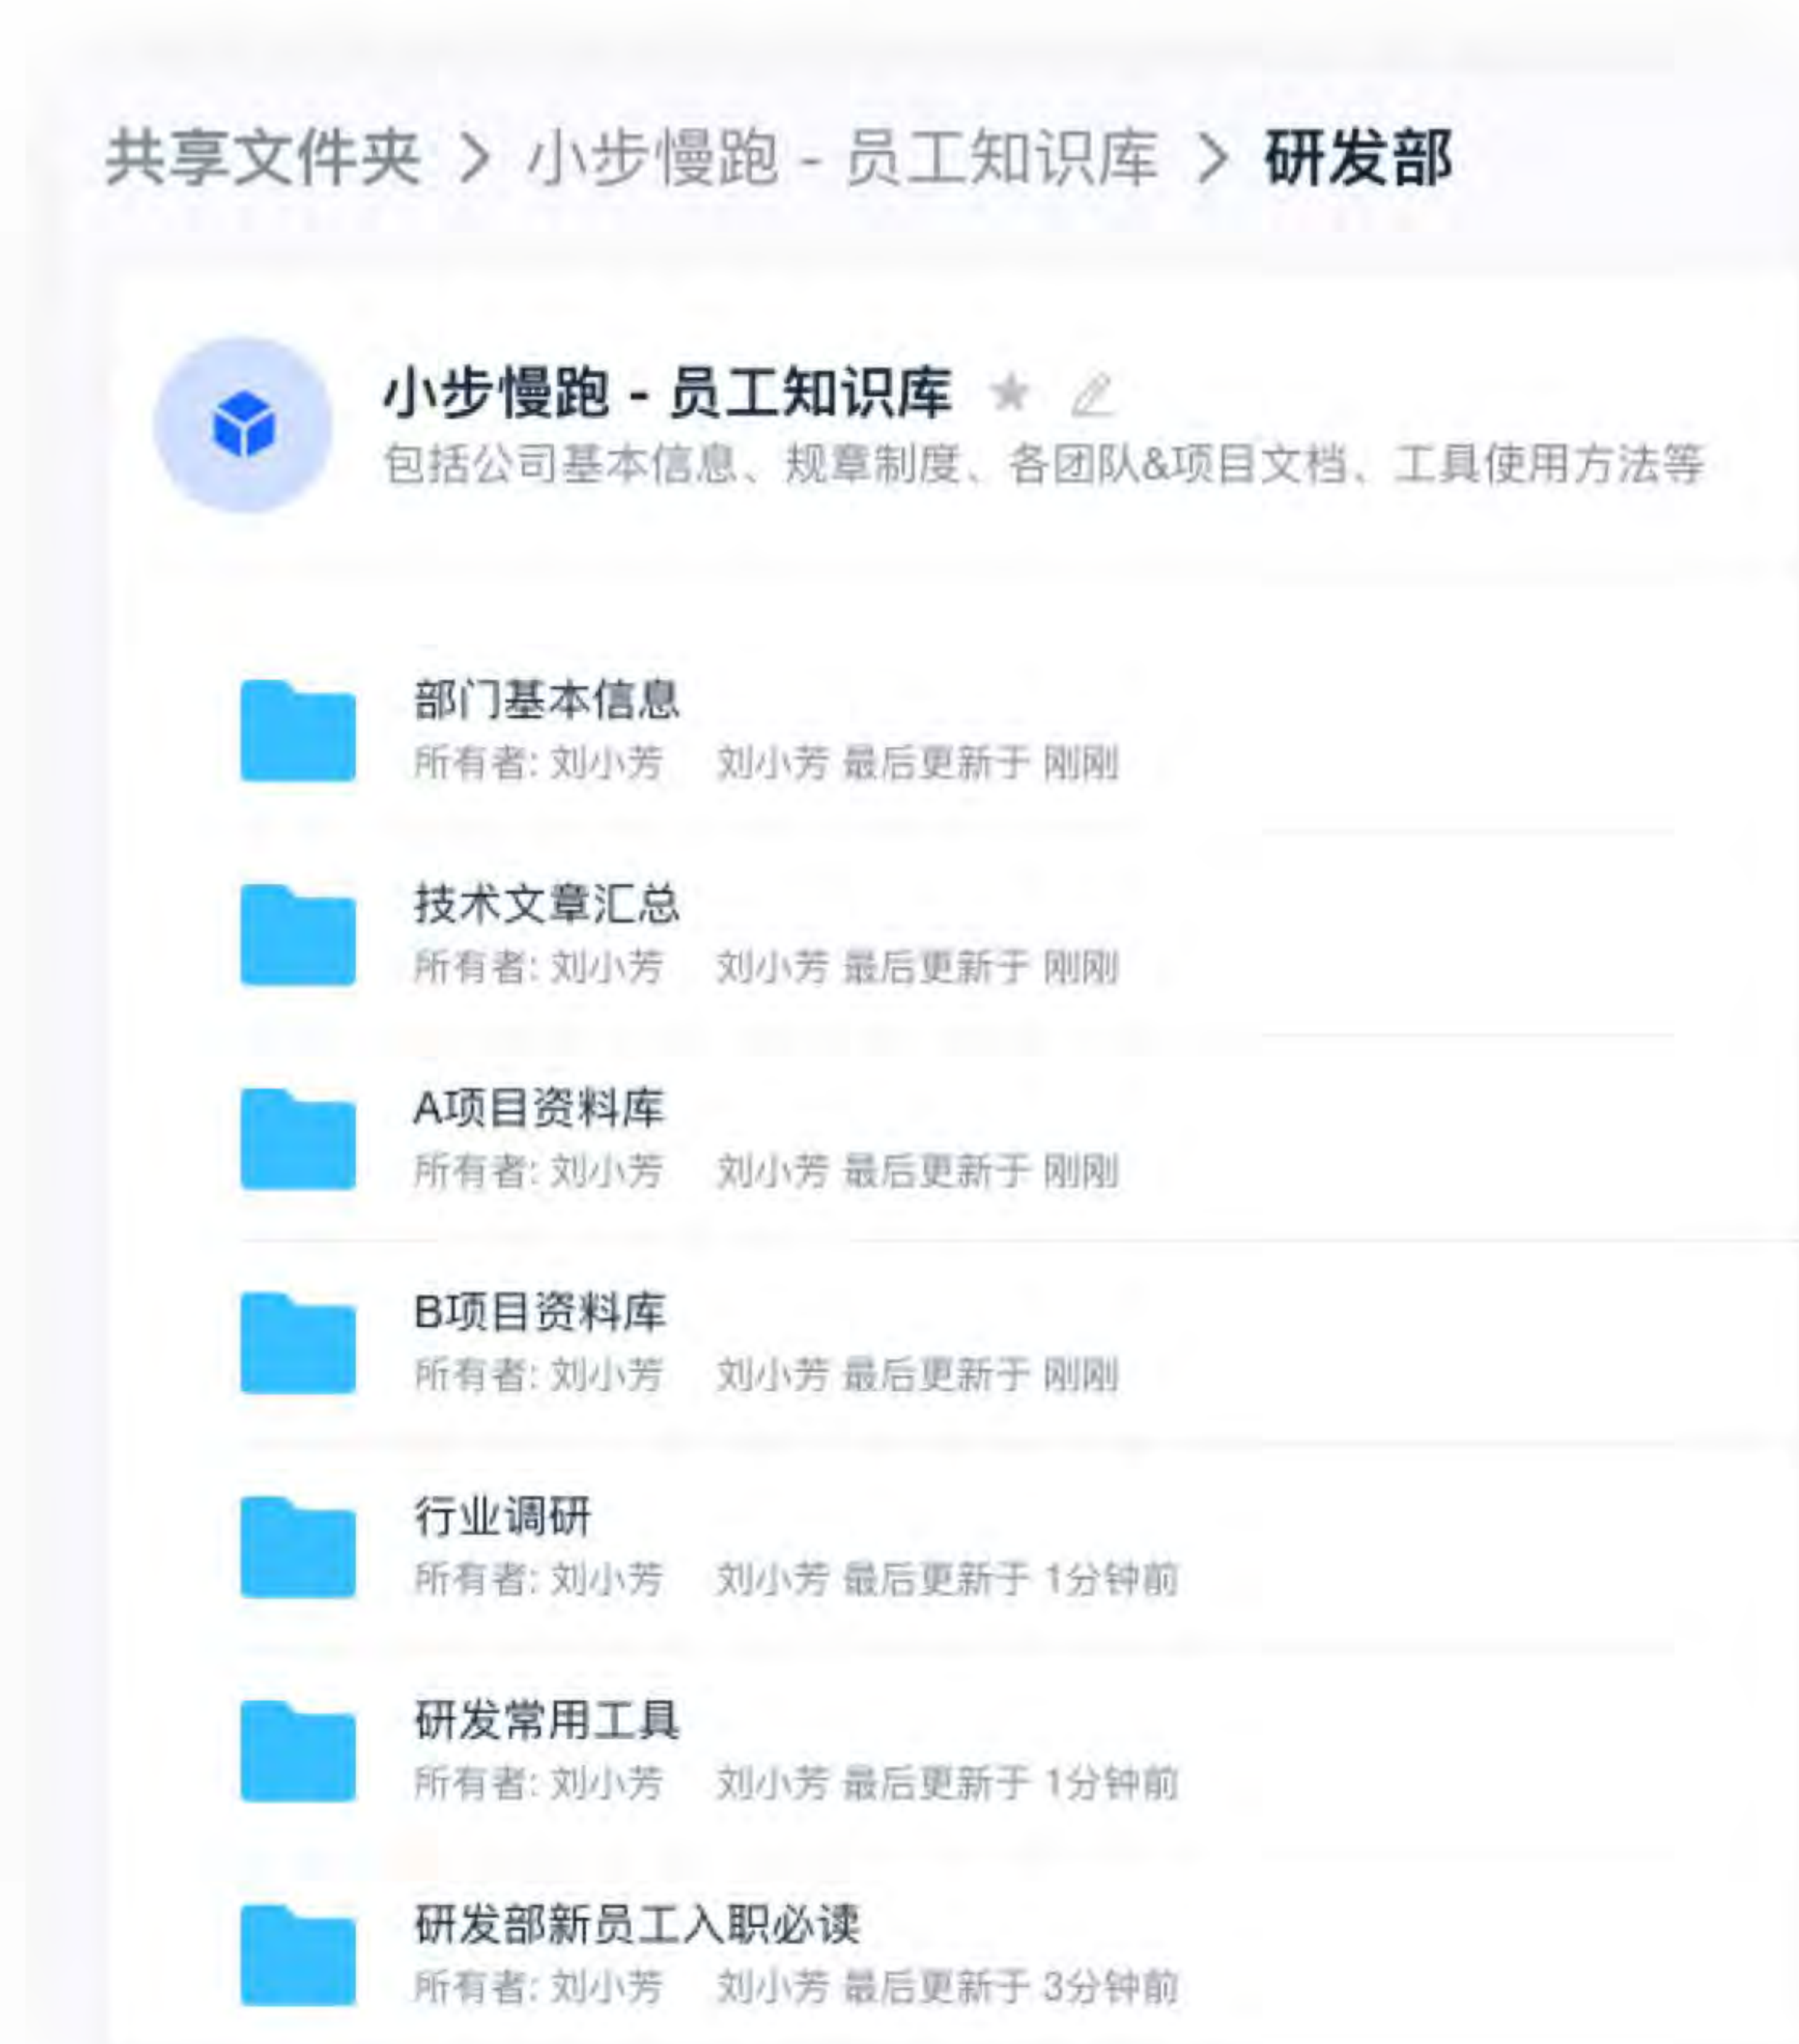 共享文件夹 > 小步慢跑 - 员工知识库 > 研发部
小步慢跑 - 员工知识库
包括公司基本信息、规章制度、各团队&项目文档、工具使用方法等
部门基本信息
所有者: 刘小芳 刘小芳 最后更新于 刚刚
技术文章汇总
所有者: 刘小芳 刘小芳 最后更新于 刚刚
A项目资料库
所有者: 刘小芳 刘小芳 最后更新于 刚刚
B项目资料库
所有者: 刘小芳 刘小芳 最后更新于 刚刚
行业调研
所有者: 刘小芳 刘小芳 最后更新于 1分钟前
研发常用工具
所有者: 刘小芳 刘小芳 最后更新于 1分钟前
研发部新员工入职必读
所有者: 刘小芳 刘小芳 最后更新于 3分钟前